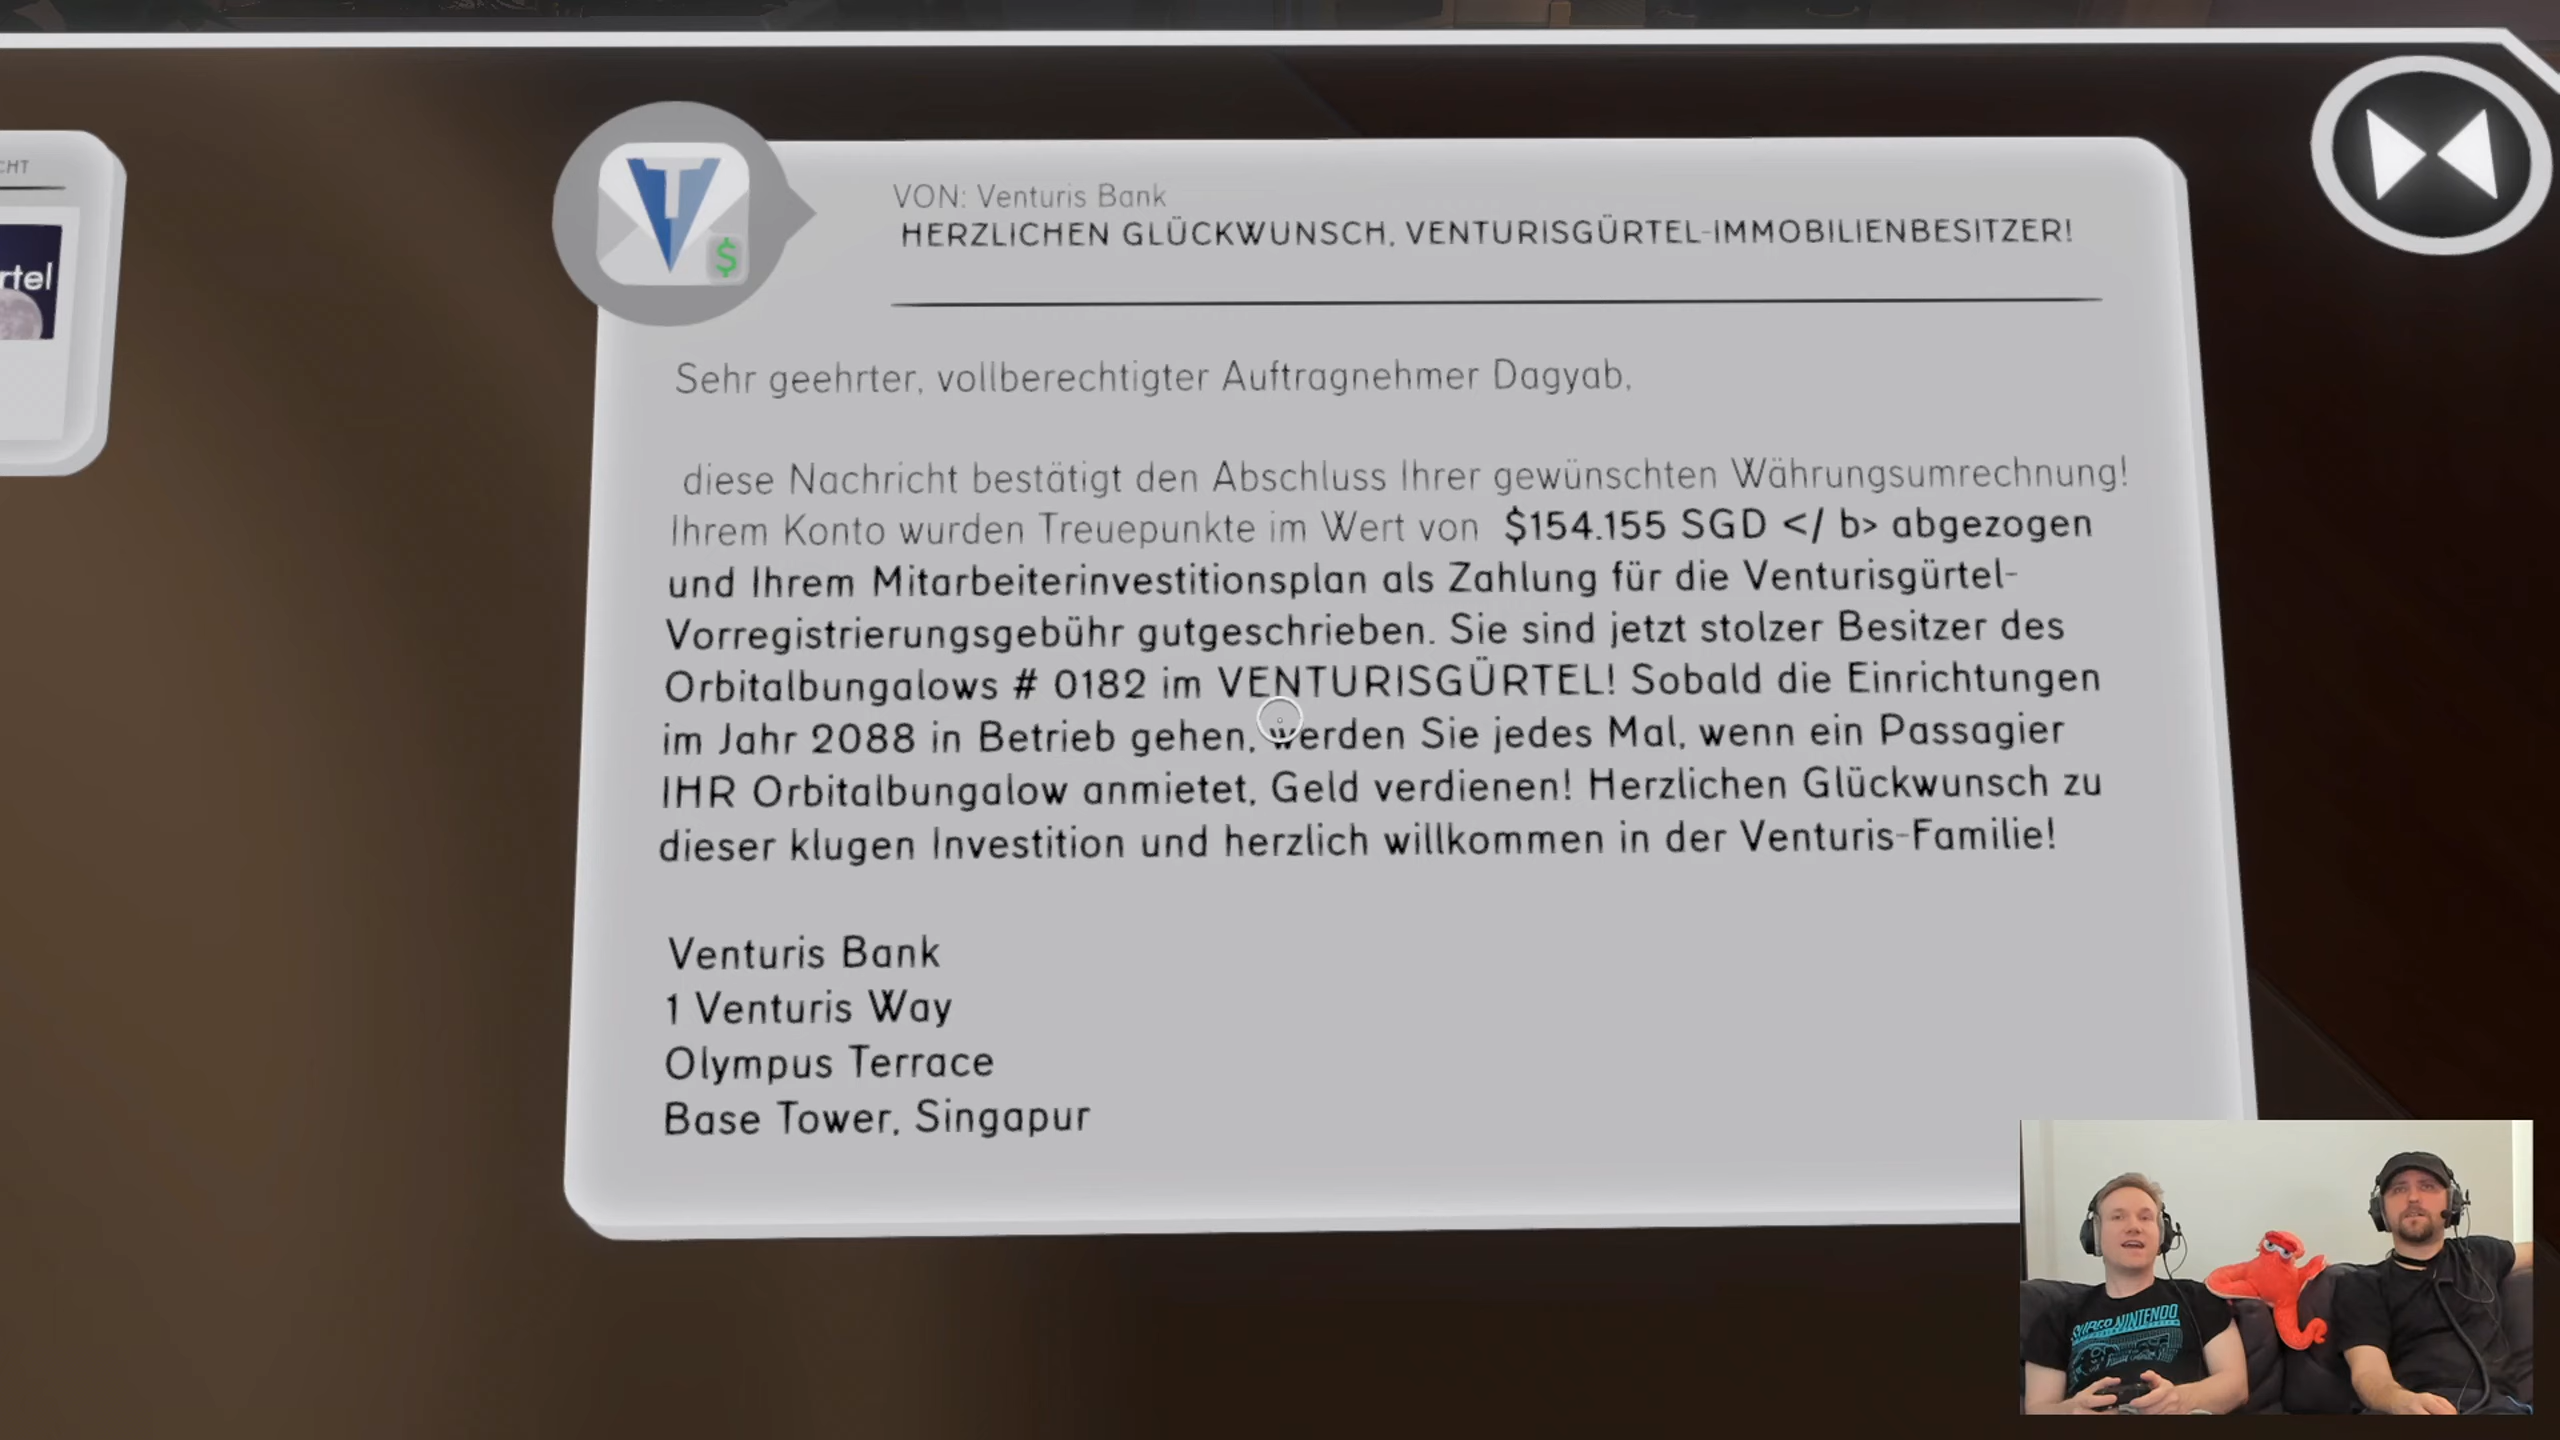 CHT
rtel
$
VON: Venturis Bank
HERZLICHEN GLÜCKWUNSCH, VENTURISGÜRTEL-IMMOBILIENBESITZER!
Sehr geehrter, vollberechtigter Auftragnehmer Dagyab,
diese Nachricht bestätigt den Abschluss Ihrer gewünschten Währungsumrechnung!
Ihrem Konto wurden Treuepunkte im Wert von $154.155 SGD </ b> abgezogen
und Ihrem Mitarbeiterinvestitionsplan als Zahlung für die Venturisgürtel-
Vorregistrierungsgebühr gutgeschrieben. Sie sind jetzt stolzer Besitzer des
Orbitalbungalows # 0182 im VENTURISGÜRTEL! Sobald die Einrichtungen
im Jahr 2088 in Betrieb gehen, werden Sie jedes Mal, wenn ein Passagier
IHR Orbitalbungalow anmietet, Geld verdienen! Herzlichen Glückwunsch zu
dieser klugen Investition und herzlich willkommen in der Venturis-Familie!
Venturis Bank
1 Venturis Way
Olympus Terrace
Base Tower, Singapur
SUPER NINTENDO